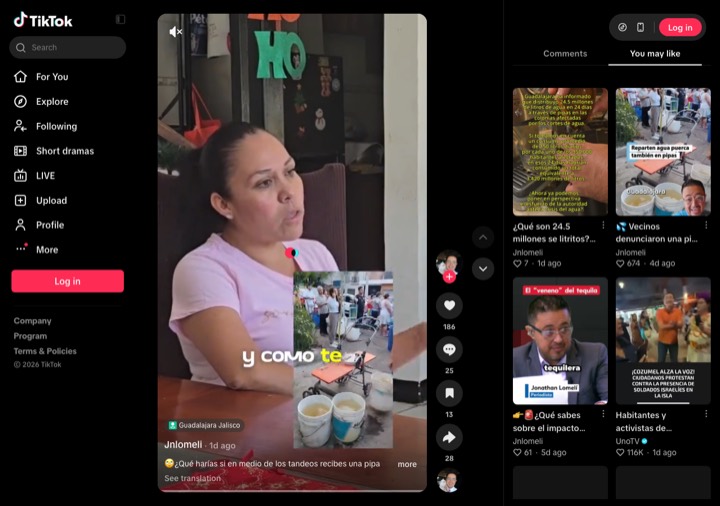 TikTok
Search
For You
Explore
Following
Short dramas
LIVE
Upload
Profile
More
Log in
Company
Program
Terms & Policies
© 2026 TikTok
HO
y como te
Guadalajara Jalisco
Jnlomeli · 1d ago
¿Qué harías si en medio de los tandeos recibes una pipa
more
See translation
186
25
13
28
Log in
Comments
You may like
¿Qué son 24.5
millones se litritos?...
Jnlomeli
7 · 1d ago
Reparten agua puerca
también en pipas
Guadalajara
Vecinos
denunciaron una pi...
Jnlomeli
674 · 4d ago
El "veneno" del tequila
tequilera
Jonathan Lomelí
Periodista
¿Qué sabes
sobre el impacto...
Jnlomeli
61 · 5d ago
¡COZUMEL ALZA LA VOZ!
CIUDADANOS PROTESTAN
CONTRA LA PRESENCIA DE
SOLDADOS ISRAELÍES EN
LA ISLA
Habitantes y
activistas de...
UnoTV
116K · 1d ago